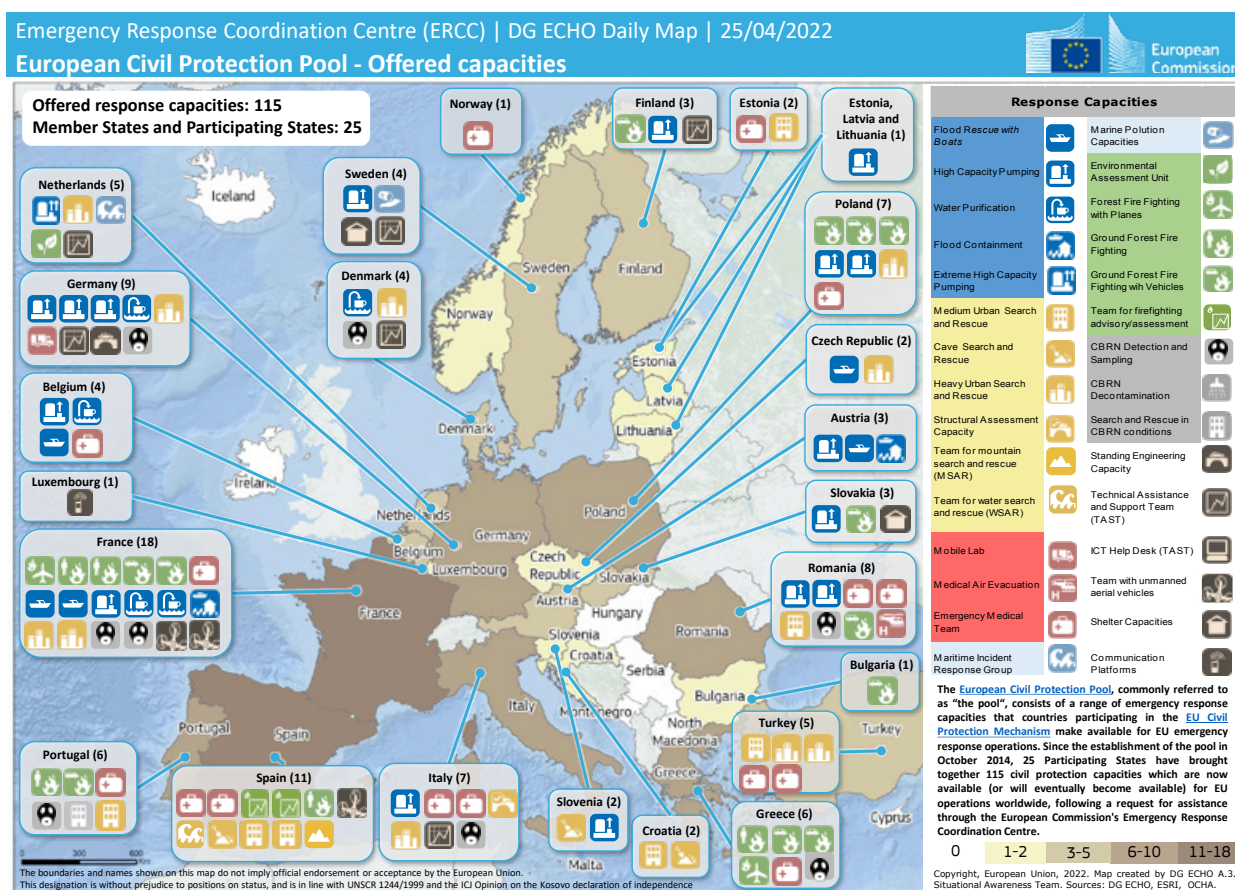 Emergency Response Coordination Centre (ERCC) | DG ECHO Daily Map | 25/04/2022
European Civil Protection Pool - Offered capacities
European
Commission
Offered response capacities: 115
Member States and Participating States: 25
Norway (1)
Finland (3)
Estonia (2)
Estonia,
Latvia and
Lithuania (1)
Netherlands (5)
Sweden (4)
Poland (7)
Germany (9)
Denmark (4)
Czech Republic (2)
Belgium (4)
Austria (3)
Luxembourg (1)
Slovakia (3)
France (18)
Romania (8)
H
Bulgaria (1)
Turkey (5)
Portugal (6)
Spain (11)
Italy (7)
Slovenia (2)
Croatia (2)
Greece (6)
Iceland
Sweden
Finland
Norway
Estonia
Latvia
Lithuania
Denmark
Ireland
Netherlands
Poland
Germany
Belgium
Luxembourg
Czech
Republic
Slovakia
Austria
Hungary
France
Slovenia
Croatia
Romania
Serbia
Italy
Montenegro
Bulgaria
North
Macedonia
Portugal
Spain
Turkey
Greece
Cyprus
Malta
0 300 600
Km
The boundaries and names shown on this map do not imply official endorsement or acceptance by the European Union.
This designation is without prejudice to positions on status, and is in line with UNSCR 1244/1999 and the ICJ Opinion on the Kosovo declaration of independence
Response Capacities
Flood Rescue with
Boats
High Capacity Pumping
Water Purification
Flood Containment
Extreme High Capacity
Pumping
Medium Urban Search
and Rescue
Cave Search and
Rescue
Heavy Urban Search
and Rescue
Structural Assessment
Capacity
Team for mountain
search and rescue
(MSAR)
Team for water search
and rescue (WSAR)
Mobile Lab
Medical Air Evacuation
H
Emergency Medical
Team
Maritime Incident
Response Group
Marine Polution
Capacities
Environmental
Assessment Unit
Forest Fire Fighting
with Planes
Ground Forest Fire
Fighting
Ground Forest Fire
Fighting wih Vehicles
Team for firefighting
advisory/assessment
CBRN Detection and
Sampling
CBRN
Decontamination
Search and Rescue in
CBRN conditions
Standing Engineering
Capacity
Technical Assistance
and Support Team
(TAST)
ICT Help Desk (TAST)
Team with unmanned
aerial vehicles
Shelter Capacities
Communication
Platforms
The European Civil Protection Pool, commonly referred to
as “the pool“, consists of a range of emergency response
capacities that countries participating in the EU Civil
Protection Mechanism make available for EU emergency
response operations. Since the establishment of the pool in
October 2014, 25 Participating States have brought
together 115 civil protection capacities which are now
available (or will eventually become available) for EU
operations worldwide, following a request for assistance
through the European Commission's Emergency Response
Coordination Centre.
0 1-2 3-5 6-10 11-18
Copyright, European Union, 2022. Map created by DG ECHO A.3.
Situational Awareness Team. Sources: DG ECHO, ESRI, OCHA.